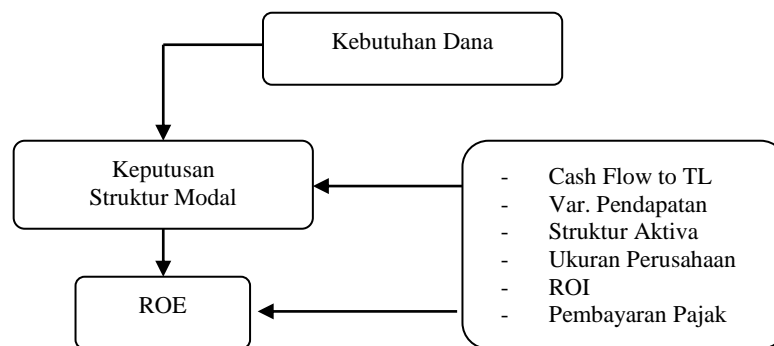 Kebutuhan Dana
Keputusan
Struktur Modal
- Cash Flow to TL
- Var. Pendapatan
- Struktur Aktiva
- Ukuran Perusahaan
- ROI
- Pembayaran Pajak
ROE